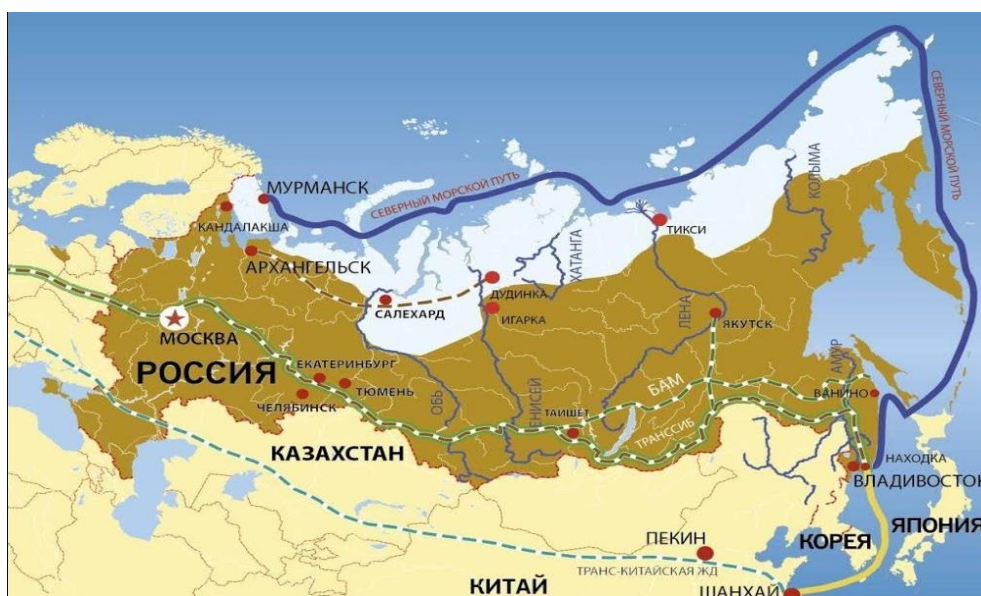 СЕВЕРНЫЙ МОРСКОЙ ПУТЬ
СЕВЕРНЫЙ МОРСКОЙ ПУТЬ
МУРМАНСК
КАНДАЛАКША
АРХАНГЕЛЬСК
САЛЕХАРД
ДУДИНКА
ИГАРКА
ХАТАНГА
ТИКСИ
КОЛЫМА
ЛЕНА
ЯКУТСК
МОСКВА
РОССИЯ
ЕКАТЕРИНБУРГ
ТЮМЕНЬ
ЧЕЛЯБИНСК
ОБЬ
ЕНИСЕЙ
ТАЙШЕТ
БАМ
ТРАНССИБ
АМУР
ВАНИНО
НАХОДКА
ВЛАДИВОСТОК
КАЗАХСТАН
ПЕКИН
ТРАНС-КИТАЙСКАЯ ЖД
КОРЕЯ
ЯПОНИЯ
КИТАЙ
ШАНХАЙ